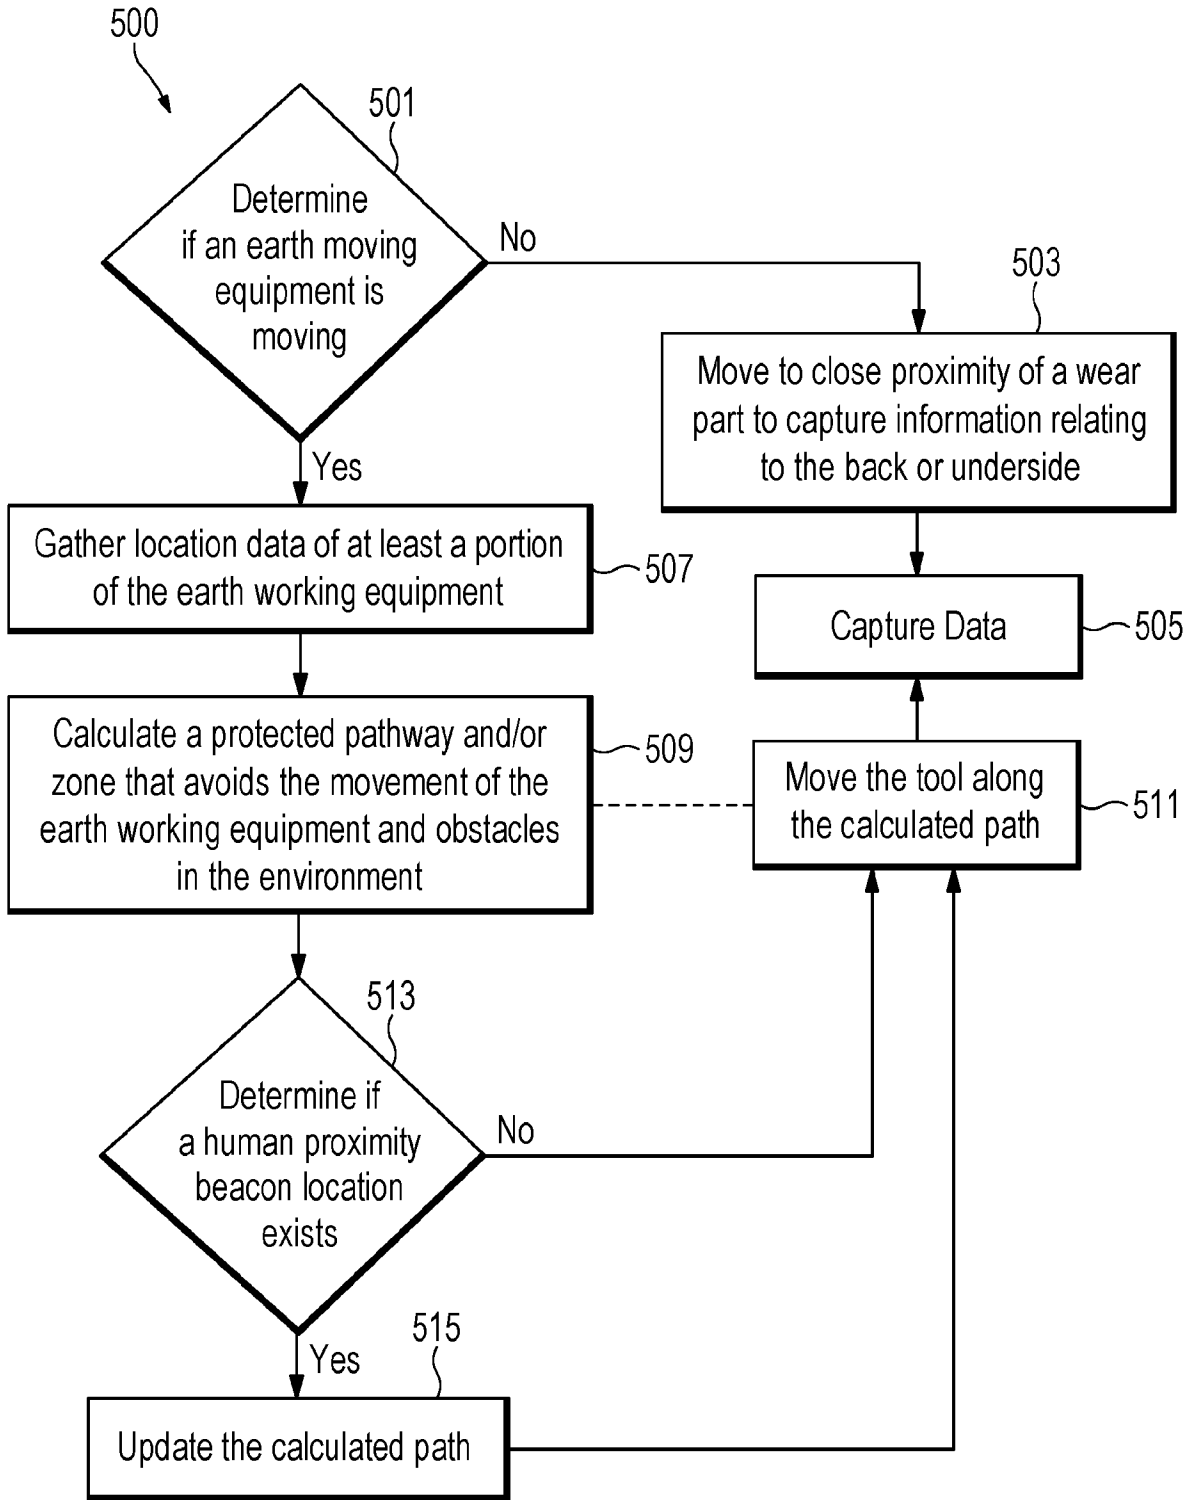 500
501
Determine
if an earth moving
equipment is
moving
No
Yes
503
Move to close proximity of a wear
part to capture information relating
to the back or underside
Gather location data of at least a portion
of the earth working equipment
507
Capture Data
505
Calculate a protected pathway and/or
zone that avoids the movement of the
earth working equipment and obstacles
in the environment
509
Move the tool along
the calculated path
511
513
Determine if
a human proximity
beacon location
exists
No
Yes
515
Update the calculated path